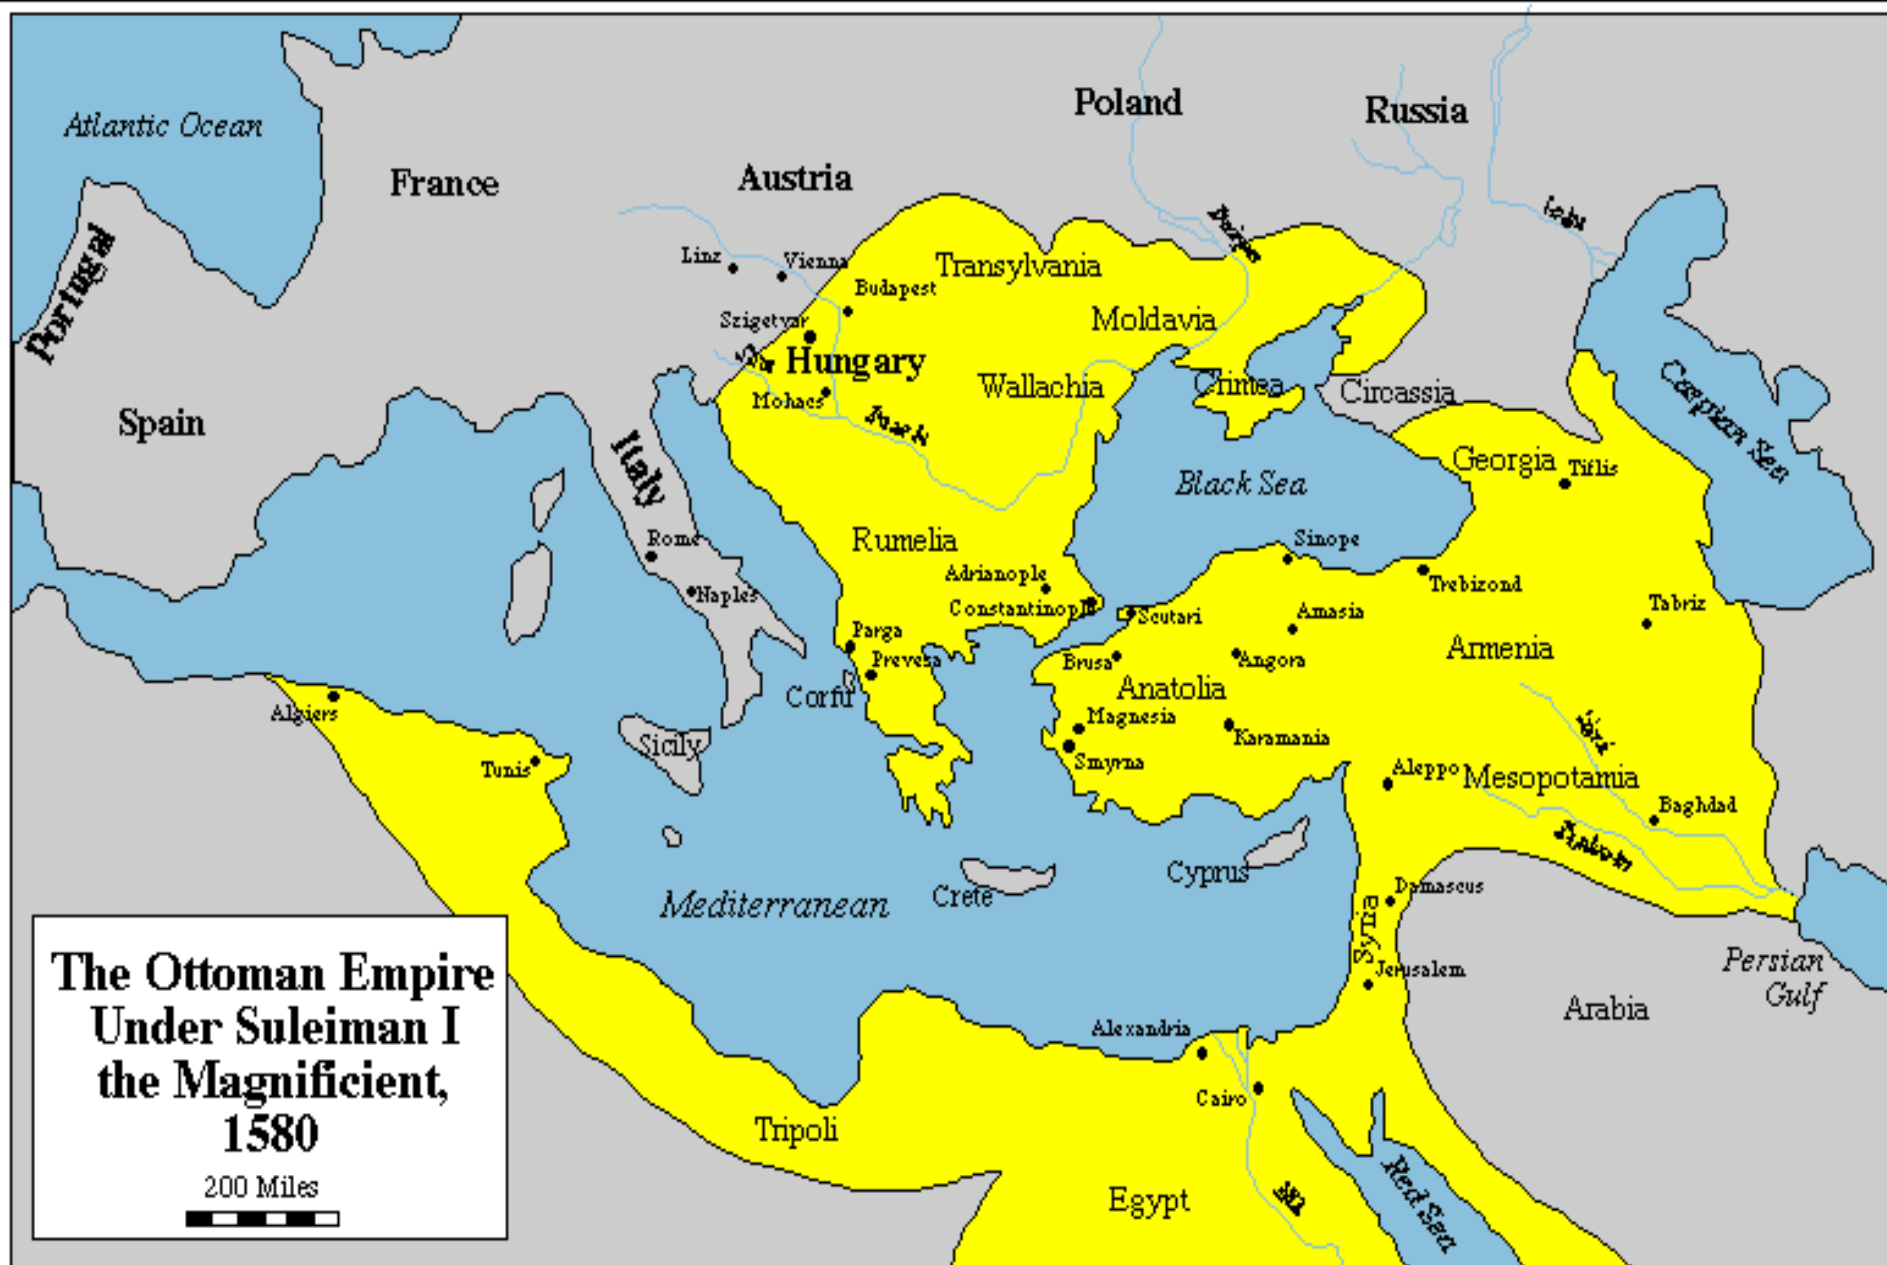 Atlantic Ocean
Poland
Russia
France
Austria
Portugal
Linz
Vienna
Budapest
Transylvania
Szigetvar
Moldavia
Hungary
Wallachia
Crimea
Circassia
Mohacs
Caspian Sea
Spain
Italy
Georgia
Tiflis
Black Sea
Rome
Rumelia
Sinope
Naples
Adrianople
Constantinople
Scutari
Amasia
Trebizond
Tabriz
Parga
Preveza
Brusa
Angora
Armenia
Corfu
Anatolia
Algiers
Magnesia
Karamania
Sicily
Tunis
Smyrna
Aleppo
Mesopotamia
Baghdad
Cyprus
Crete
Mediterranean
Damascus
Syria
Jerusalem
Persian
Gulf
Arabia
Alexandria
Cairo
Tripoli
Egypt
Red Sea
The Ottoman Empire
Under Suleiman I
the Magnificient,
1580
200 Miles